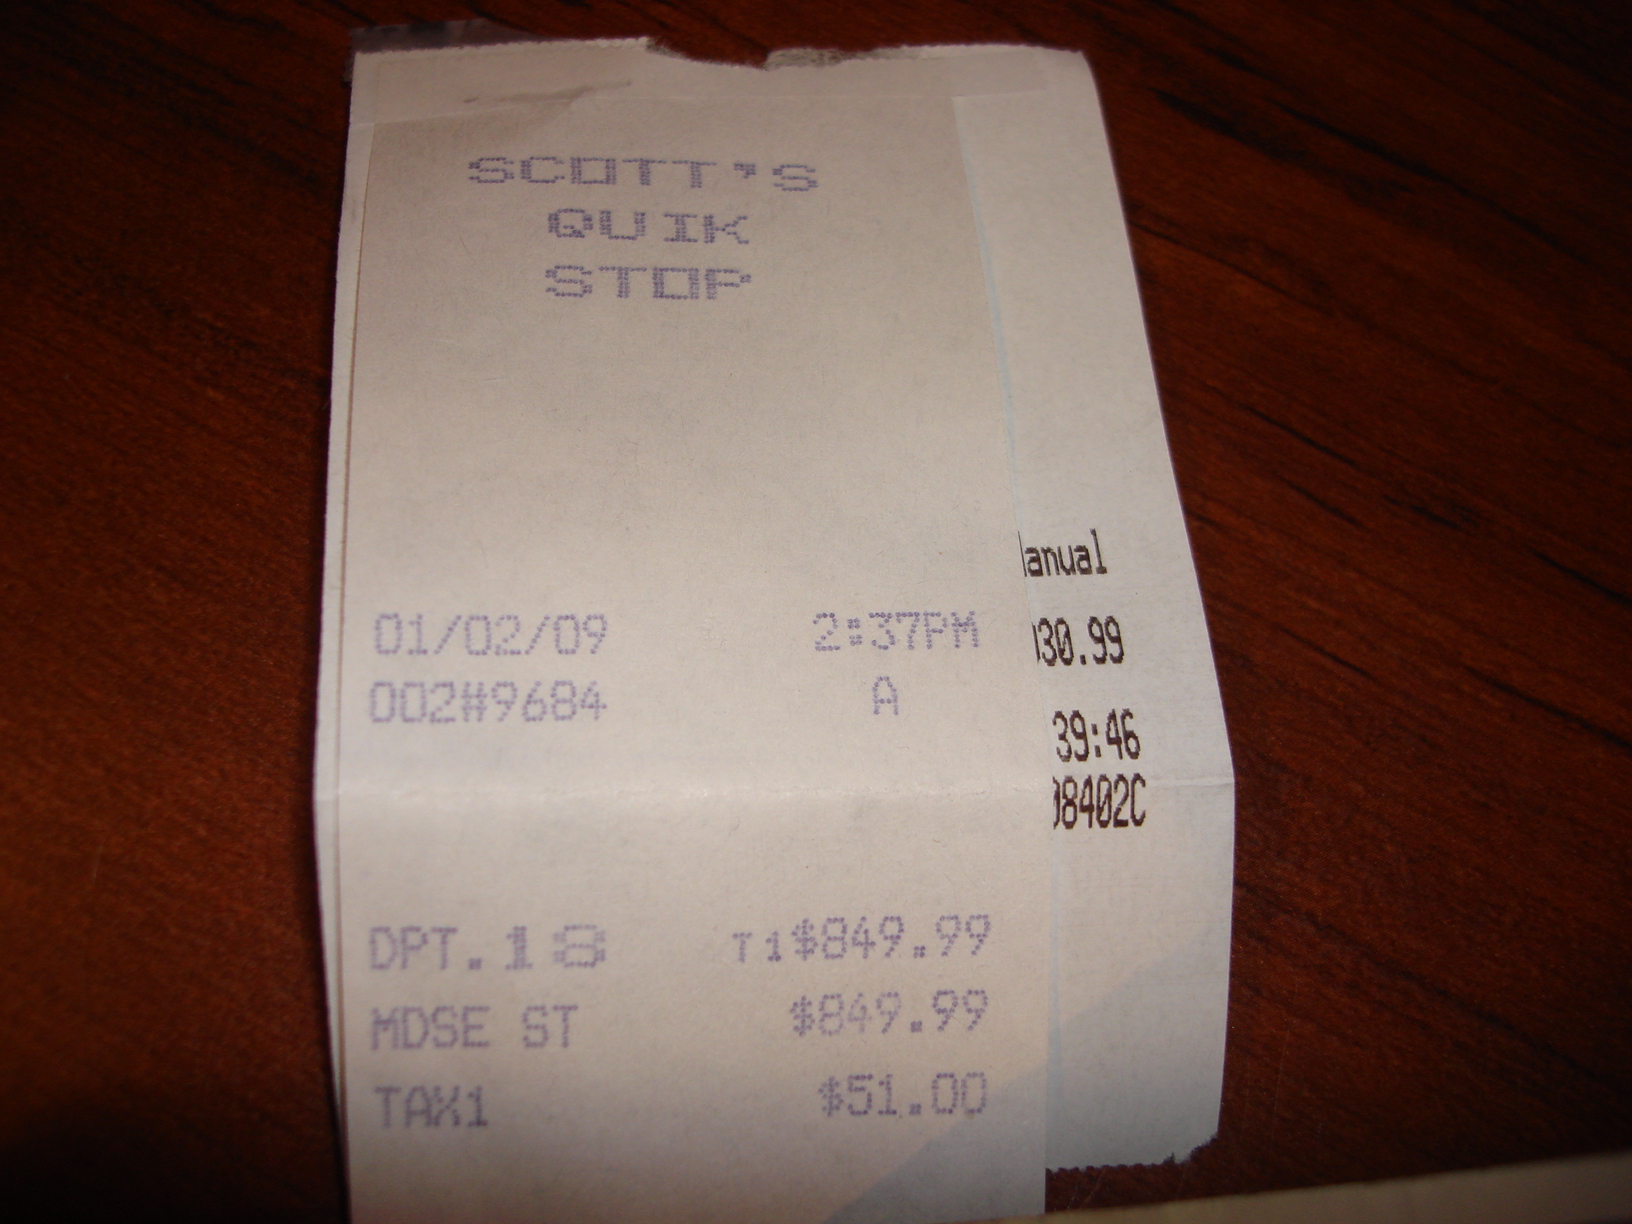 SCOTT'S
QUIK
STOP
01/02/09 2:37PM
002#9684 A
DPT.18 T1$849.99
MDSE ST $849.99
TAX1 $51.00
anual
30.99
39:46
8402C